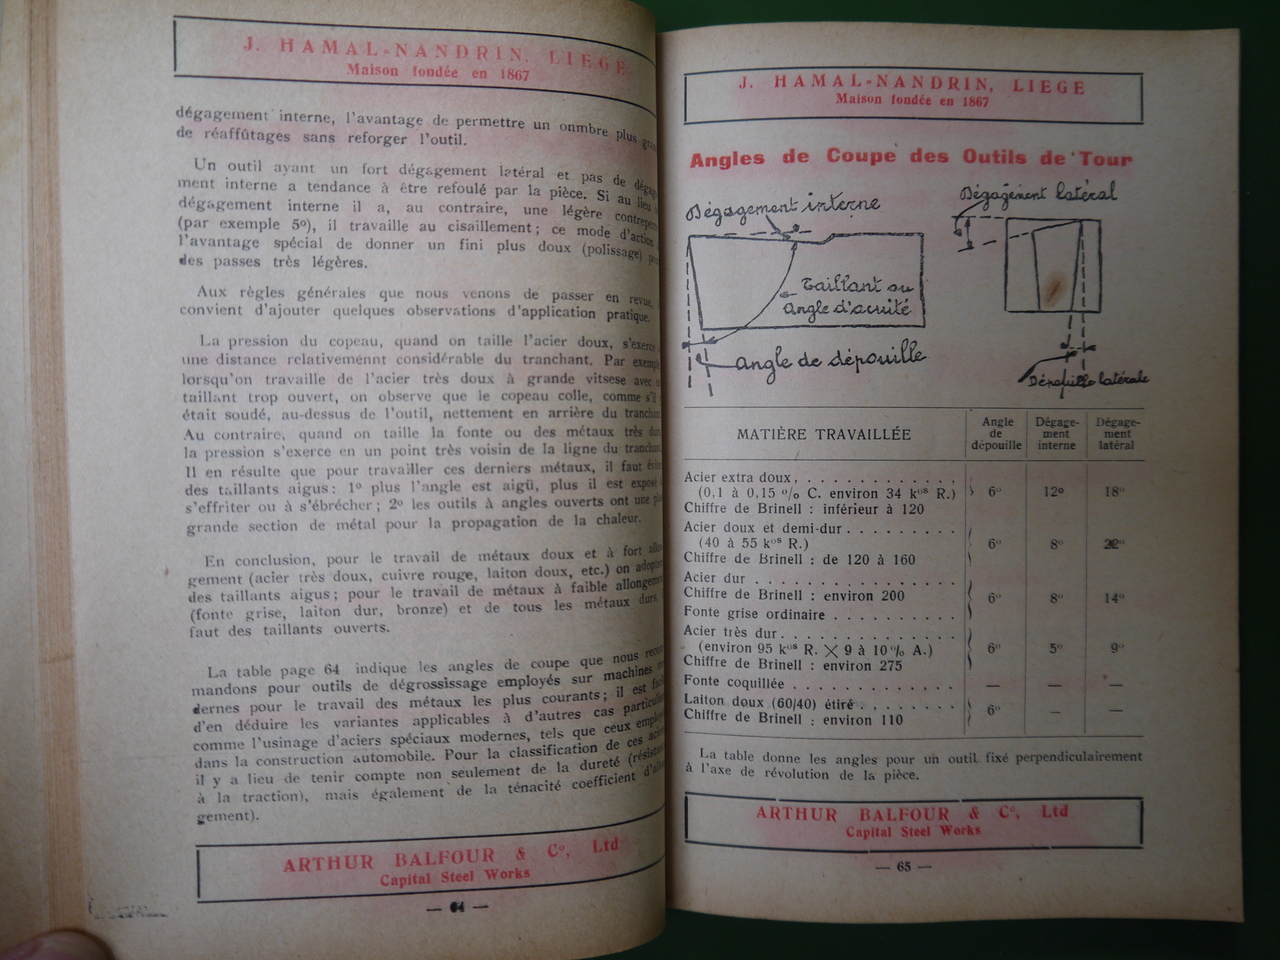 J. HAMAL-NANDRIN, LIEGE
Maison fondée en 1867
dégagement interne, l'avantage de permettre un onmbre plus
de réaffûtages sans reforger l'outil.
Un outil ayant un fort dégagement latéral et pas de
ment interne a tendance à être refoulé par la pièce. Si au lieu
dégagement interne il a, au contraire, une légère
(par exemple 5°), il travaille au cisaillement ; ce mode d'action
l'avantage spécial de donner un fini plus doux (polissage)
des passes très légères.
Aux règles générales que nous venons de passer en revue,
convient d'ajouter quelques observations d'application pratique.
La pression du copeau, quand on taille l'acier doux, s'exerce
une distance relativemennt considérable du tranchant. Par
lorsqu'on travaille de l'acier très doux à grande vitsese avec
taillant trop ouvert, on observe que le copeau colle, comme s'il
était soudé, au-dessus de l'outil, nettement en arrière du
Au contraire, quand on taille la fonte ou des métaux très
la pression s'exerce en un point très voisin de la ligne du
Il en résulte que pour travailler ces derniers métaux, il faut
des taillants aigus : 1° plus l'angle est aigü, plus il est exposé
s'effriter ou à s'ébrécher ; 2° les outils à angles ouverts ont une
grande section de métal pour la propagation de la chaleur.
En conclusion, pour le travail de métaux doux et à fort
gement (acier très doux, cuivre rouge, laiton doux, etc.) on
des taillants aigus ; pour le travail de métaux à faible
(fonte grise, laiton dur, bronze) et de tous les métaux durs,
faut des taillants ouverts.
La table page 64 indique les angles de coupe que nous
mandons pour outils de dégrossissage employés sur machines
dernes pour le travail des métaux les plus courants ; il est
d'en déduire les variantes applicables à d'autres cas
comme l'usinage d'aciers spéciaux modernes, tels que ceux
dans la construction automobile. Pour la classification de ces
il y a lieu de tenir compte non seulement de la dureté
à la traction), mais également de la ténacité coefficient
gement).
ARTHUR BALFOUR & C°, Ltd
Capital Steel Works
— 64 —
J. HAMAL-NANDRIN, LIEGE
Maison fondée en 1867
Angles de Coupe des Outils de Tour
Dégagement interne
Dégagement latéral
Taillant ou
Angle d'acuité
Angle de dépouille
Dépouille latérale
MATIÈRE TRAVAILLÉE
Angle de dépouille
Dégage-ment interne
Dégage-ment latéral
Acier extra doux. . . . . . . . . . . . .
(0,1 à 0,15 % C. environ 34 kos R.) 6° 12° 18°
Chiffre de Brinell : inférieur à 120
Acier doux et demi-dur . . . . . . . . .
(40 à 55 kos R.) 6° 8° 22°
Chiffre de Brinell : de 120 à 160
Acier dur . . . . . . . . . . . . . . . .
Chiffre de Brinell : environ 200 6° 8° 14°
Fonte grise ordinaire . . . . . . . . . .
Acier très dur. . . . . . . . . . . . . .
(environ 95 kos R. × 9 à 10% A.) 6° 5° 9°
Chiffre de Brinell : environ 275
Fonte coquillée . . . . . . . . . . . . . — — —
Laiton doux (60/40) étiré . . . . . . . . 6° — —
Chiffre de Brinell : environ 110
La table donne les angles pour un outil fixé perpendiculairement
à l'axe de révolution de la pièce.
ARTHUR BALFOUR & C°, Ltd
Capital Steel Works
— 65 —